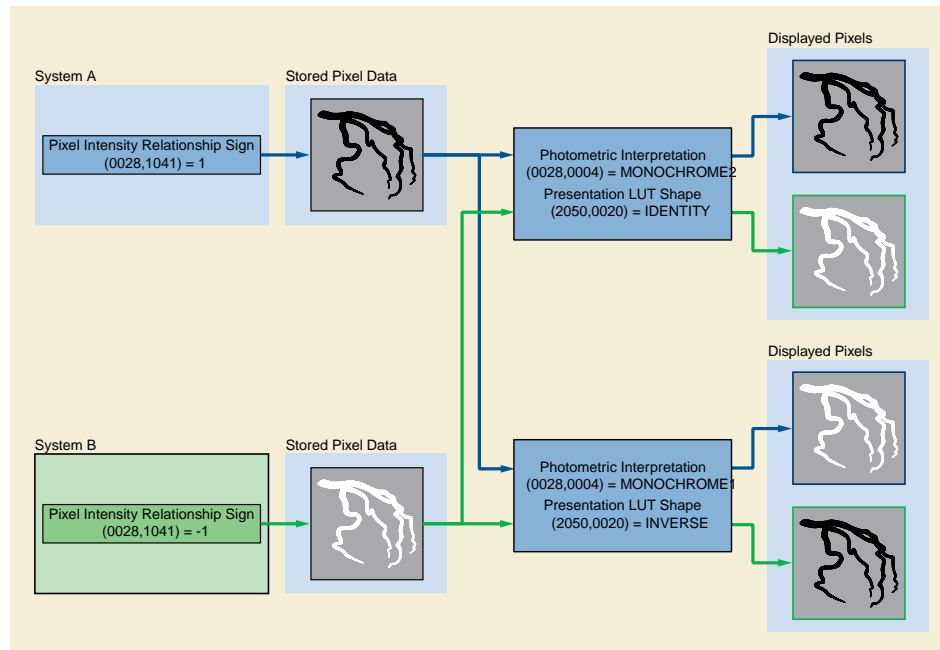 System A
Pixel Intensity Relationship Sign
(0028,1041) = 1
Stored Pixel Data
Photometric Interpretation
(0028,0004) = MONOCHROME2
Presentation LUT Shape
(2050,0020) = IDENTITY
Displayed Pixels
System B
Pixel Intensity Relationship Sign
(0028,1041) = -1
Stored Pixel Data
Photometric Interpretation
(0028,0004) = MONOCHROME1
Presentation LUT Shape
(2050,0020) = INVERSE
Displayed Pixels